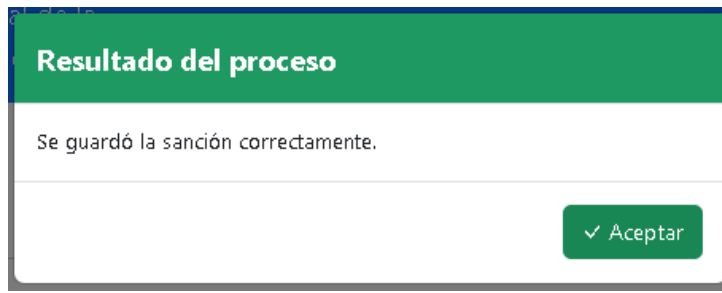 Resultado del proceso
Se guardó la sanción correctamente.
✓ Aceptar